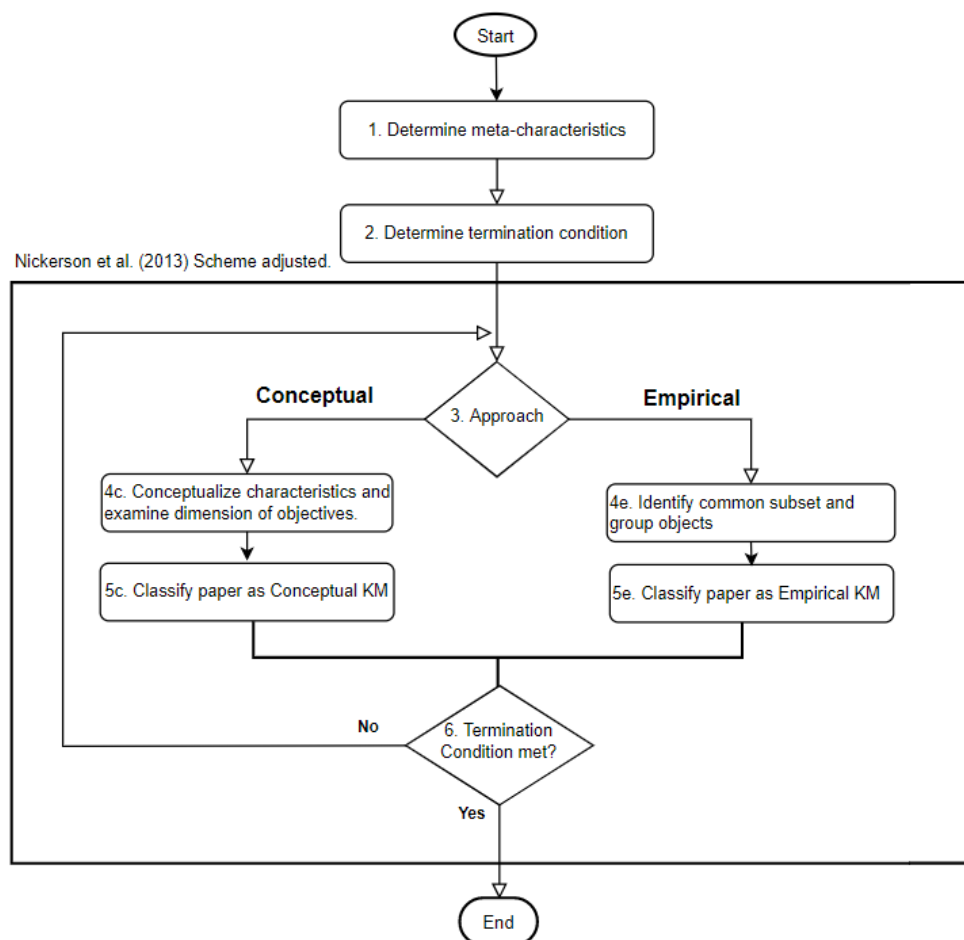 Start
1. Determine meta-characteristics
2. Determine termination condition
Nickerson et al. (2013) Scheme adjusted.
Conceptual
Empirical
3. Approach
4c. Conceptualize characteristics and
examine dimension of objectives.
4e. Identify common subset and
group objects
5c. Classify paper as Conceptual KM
5e. Classify paper as Empirical KM
No
6. Termination
Condition met?
Yes
End